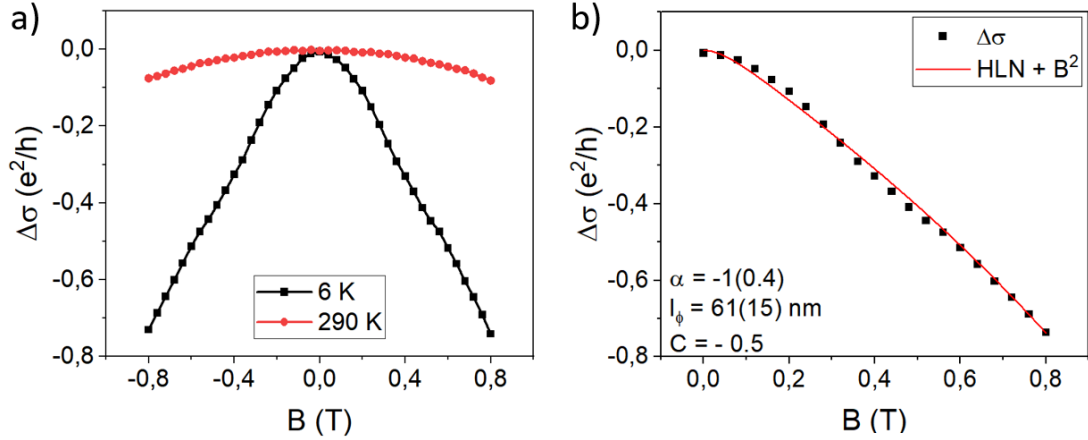 a)
0,0
-0,2
-0,4
-0,6
-0,8
Δσ (e²/h)
6 K
290 K
-0,8 -0,4 0,0 0,4 0,8
B (T)
b)
0,0
-0,2
-0,4
-0,6
-0,8
Δσ (e²/h)
Δσ
HLN + B²
α = -1(0.4)
l_ϕ = 61(15) nm
C = - 0.5
0,0 0,2 0,4 0,6 0,8
B (T)